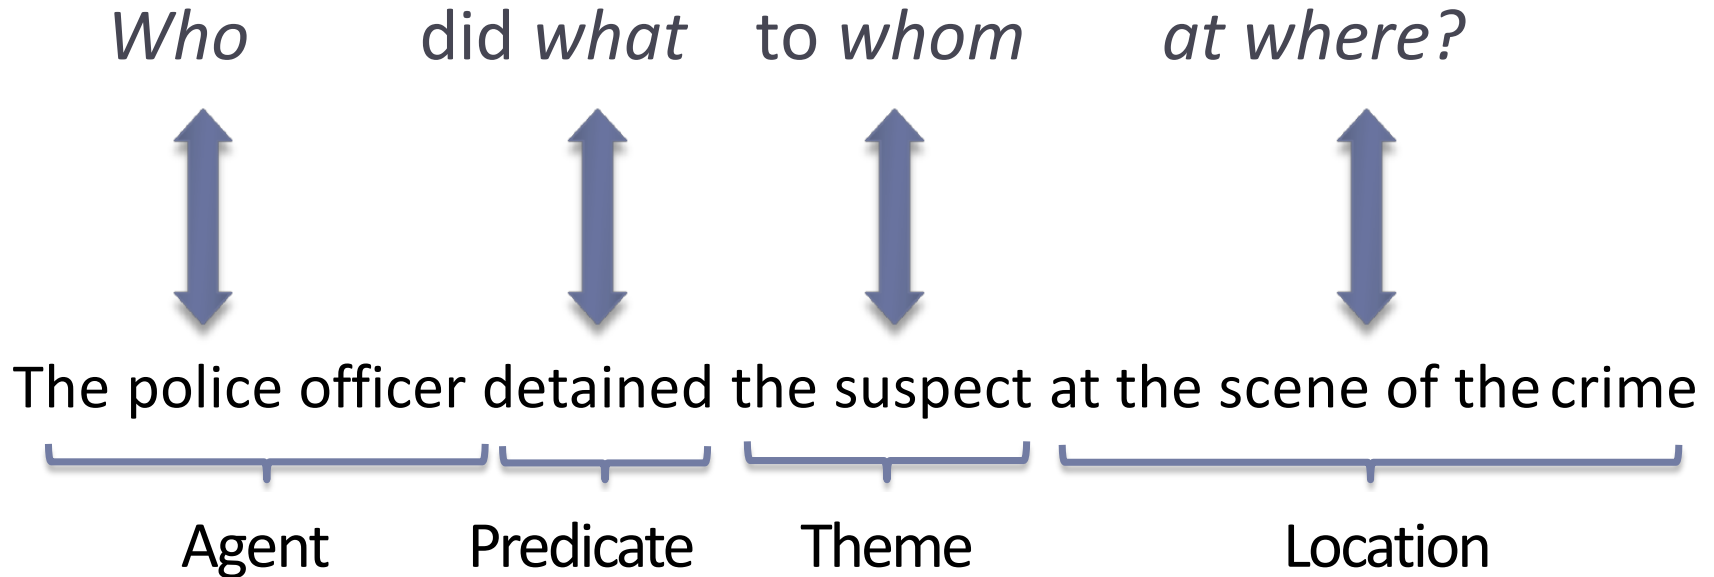 Who did what to whom at where?
The police officer detained the suspect at the scene of the crime
Agent Predicate Theme Location